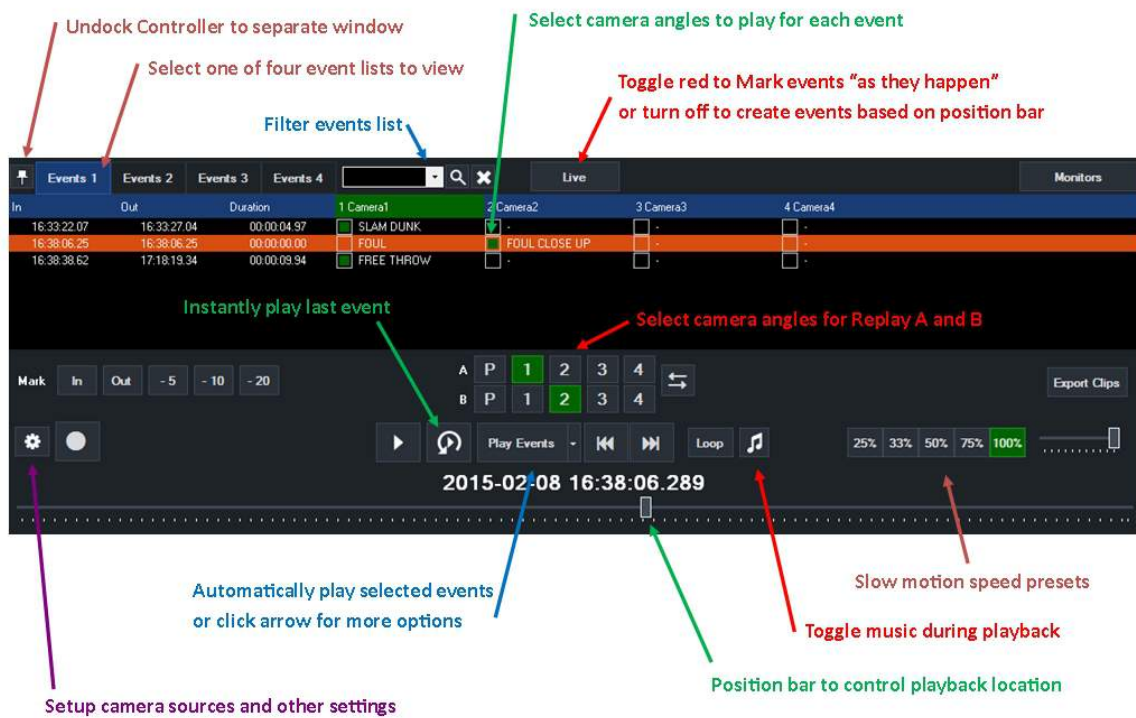 Undock Controller to separate window
Select camera angles to play for each event
Select one of four event lists to view
Toggle red to Mark events “as they happen”
or turn off to create events based on position bar
Filter events list
Events 1 Events 2 Events 3 Events 4 Live Monitors
In Out Duration 1 Camera1 2 Camera2 3 Camera3 4 Camera4
16:33:22.07 16:33:27.04 00:00:04.97 SLAM DUNK - - -
16:38:06.25 16:38:06.25 00:00:00.00 FOUL FOUL CLOSE UP - -
16:38:38.62 17:18:19.34 00:00:09.94 FREE THROW - - -
Instantly play last event
Select camera angles for Replay A and B
A P 1 2 3 4
Mark In Out - 5 - 10 - 20 Export Clips
B P 1 2 3 4
Play Events Loop 25% 33% 50% 75% 100%
2015-02-08 16:38:06.289
Automatically play selected events
or click arrow for more options
Slow motion speed presets
Toggle music during playback
Position bar to control playback location
Setup camera sources and other settings